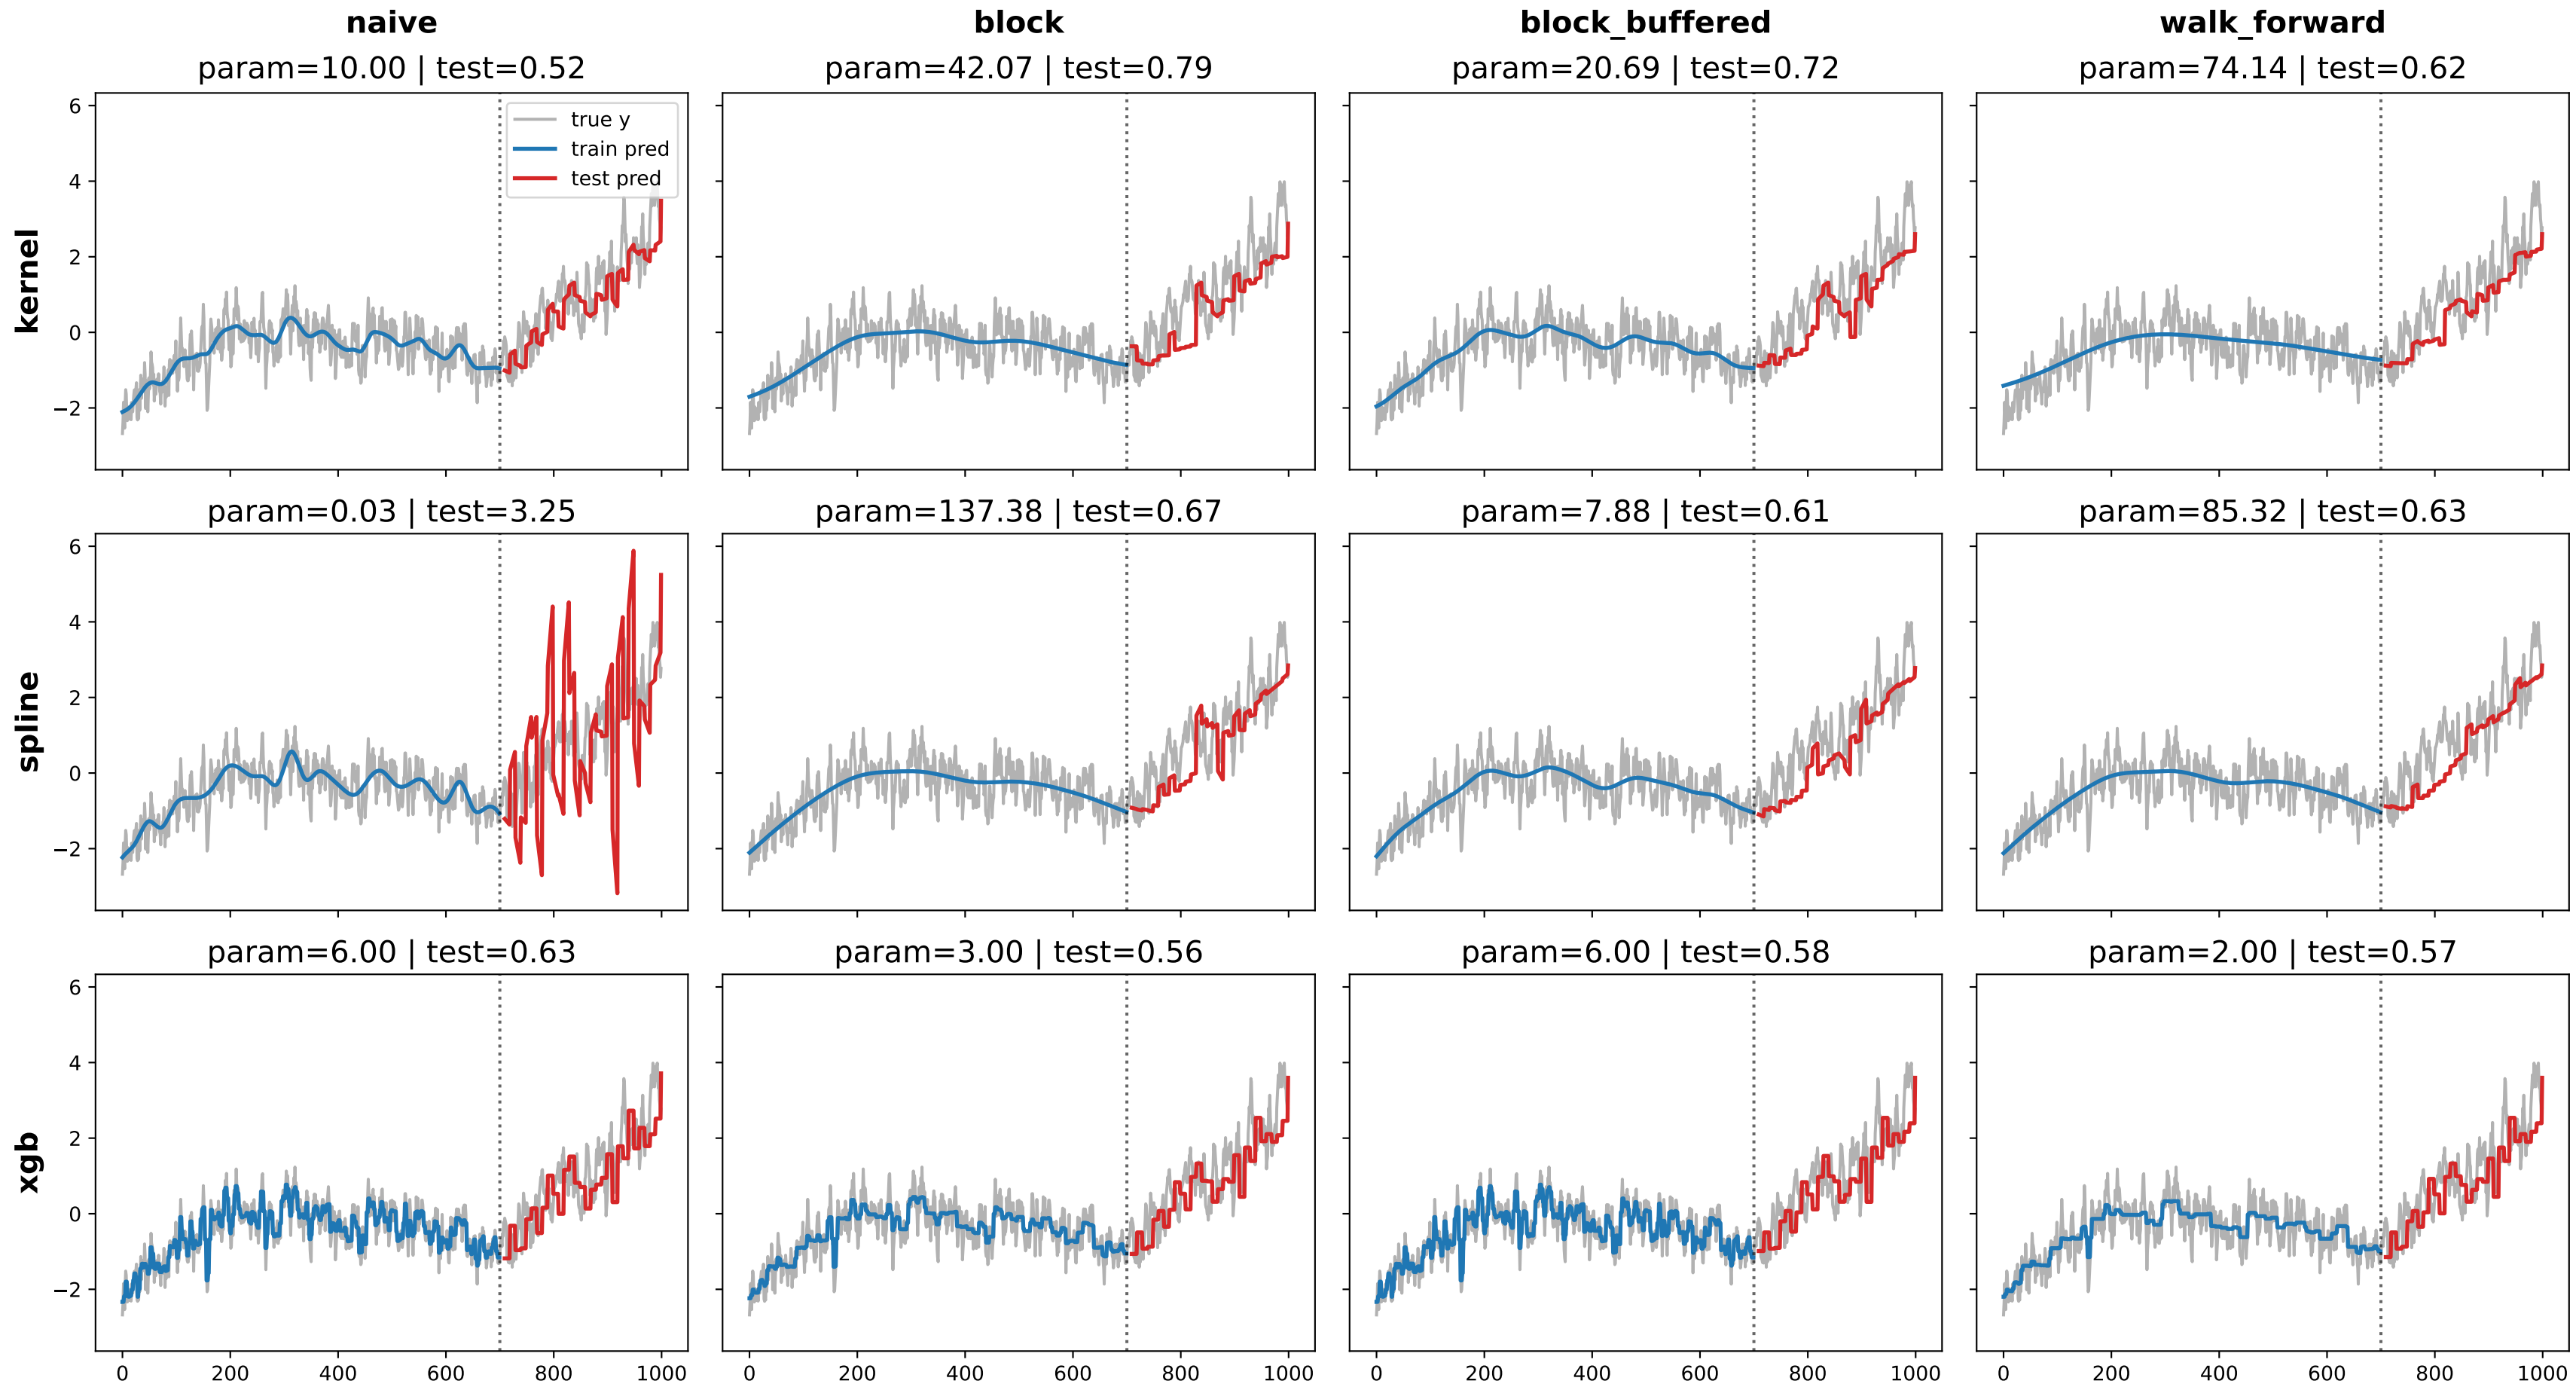 naive block block_buffered walk_forward
param=10.00 | test=0.52 param=42.07 | test=0.79 param=20.69 | test=0.72 param=74.14 | test=0.62
kernel
6
4
2
0
−2
true y
train pred
test pred
param=0.03 | test=3.25 param=137.38 | test=0.67 param=7.88 | test=0.61 param=85.32 | test=0.63
spline
6
4
2
0
−2
param=6.00 | test=0.63 param=3.00 | test=0.56 param=6.00 | test=0.58 param=2.00 | test=0.57
xgb
6
4
2
0
−2
0 200 400 600 800 1000 0 200 400 600 800 1000 0 200 400 600 800 1000 0 200 400 600 800 1000